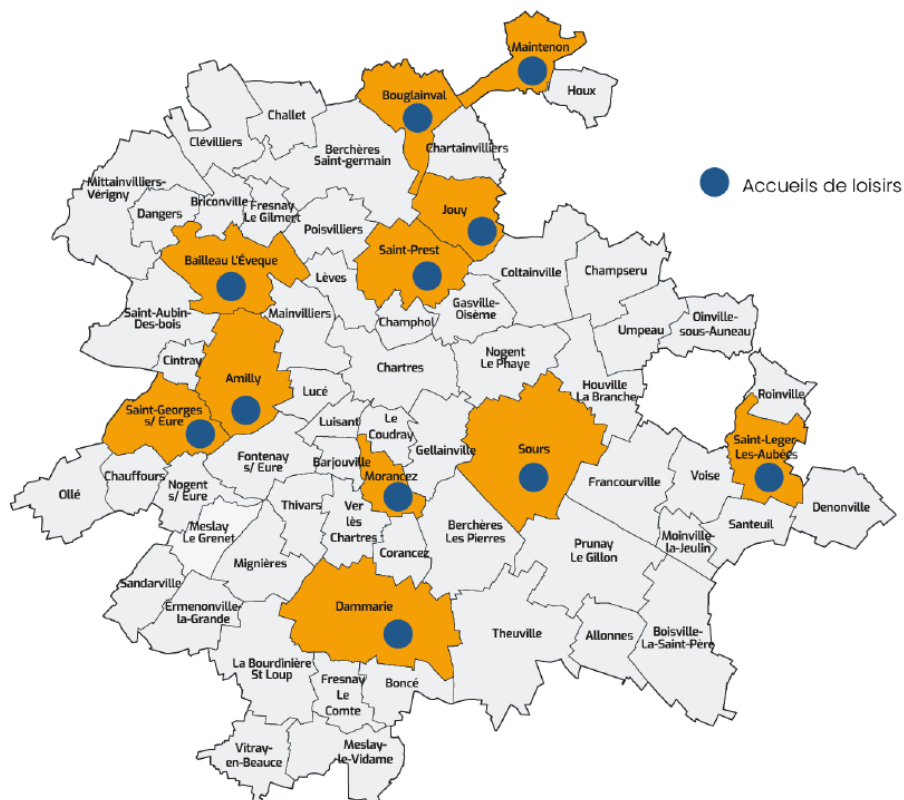 Maintenon
Houx
Bouglainval
Challet
Clévilliers
Berchères
Saint-germain
Chartainvilliers
Mittainvilliers-
Vérigny
Dangers
Briconville
Fresnay
Le Gilmert
Poisvilliers
Jouy
Saint-Prest
Accueils de loisirs
Bailleau L'Éveque
Lèves
Coltainville
Champseru
Gasville-
Oisème
Saint-Aubin-
Des-bois
Mainvilliers
Champhol
Umpeau
Oinville-
sous-Auneau
Cintray
Amilly
Chartres
Nogent
Le Phaye
Lucé
Houville
La Branche
Roinville
Saint-Georges
s/ Eure
Luisant
Le
Coudray
Gellainville
Sours
Saint-Leger-
Les-Aubées
Fontenay
s/ Eure
Barjouville
Morancez
Francourville
Voise
Ollé
Chauffours
Nogent
s/ Eure
Thivars
Ver
lès
Chartres
Berchères
Les Pierres
Denonville
Santeuil
Meslay
Le Grenet
Mignières
Corancez
Prunay
Le Gillon
Moinville-
la-Jeulin
Sandarville
Ermenonville-
la-Grande
Dammarie
Theuville
Allonnes
Boisville-
La-Saint-Père
La Bourdinière
St Loup
Fresnay
Le
Comte
Boncé
Vitray-
en-Beauce
Meslay-
le-Vidame